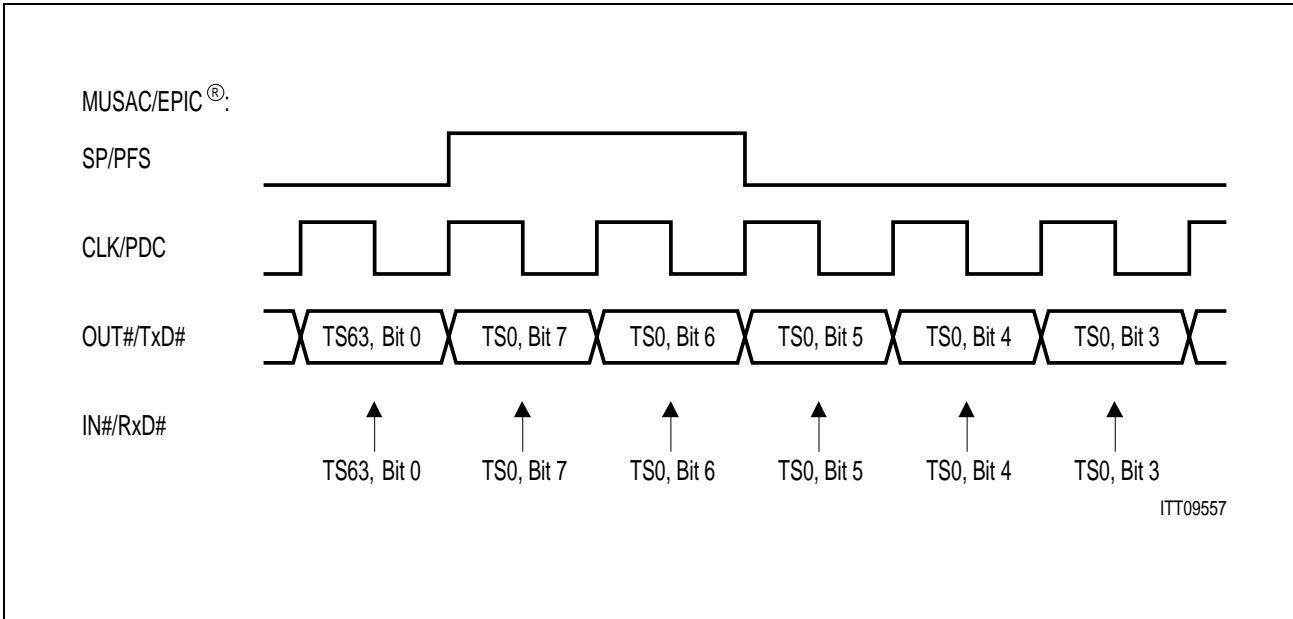 MUSAC/EPIC®:
SP/PFS
CLK/PDC
OUT#/TxD# TS63, Bit 0 TS0, Bit 7 TS0, Bit 6 TS0, Bit 5 TS0, Bit 4 TS0, Bit 3
IN#/RxD#
TS63, Bit 0 TS0, Bit 7 TS0, Bit 6 TS0, Bit 5 TS0, Bit 4 TS0, Bit 3
ITT09557